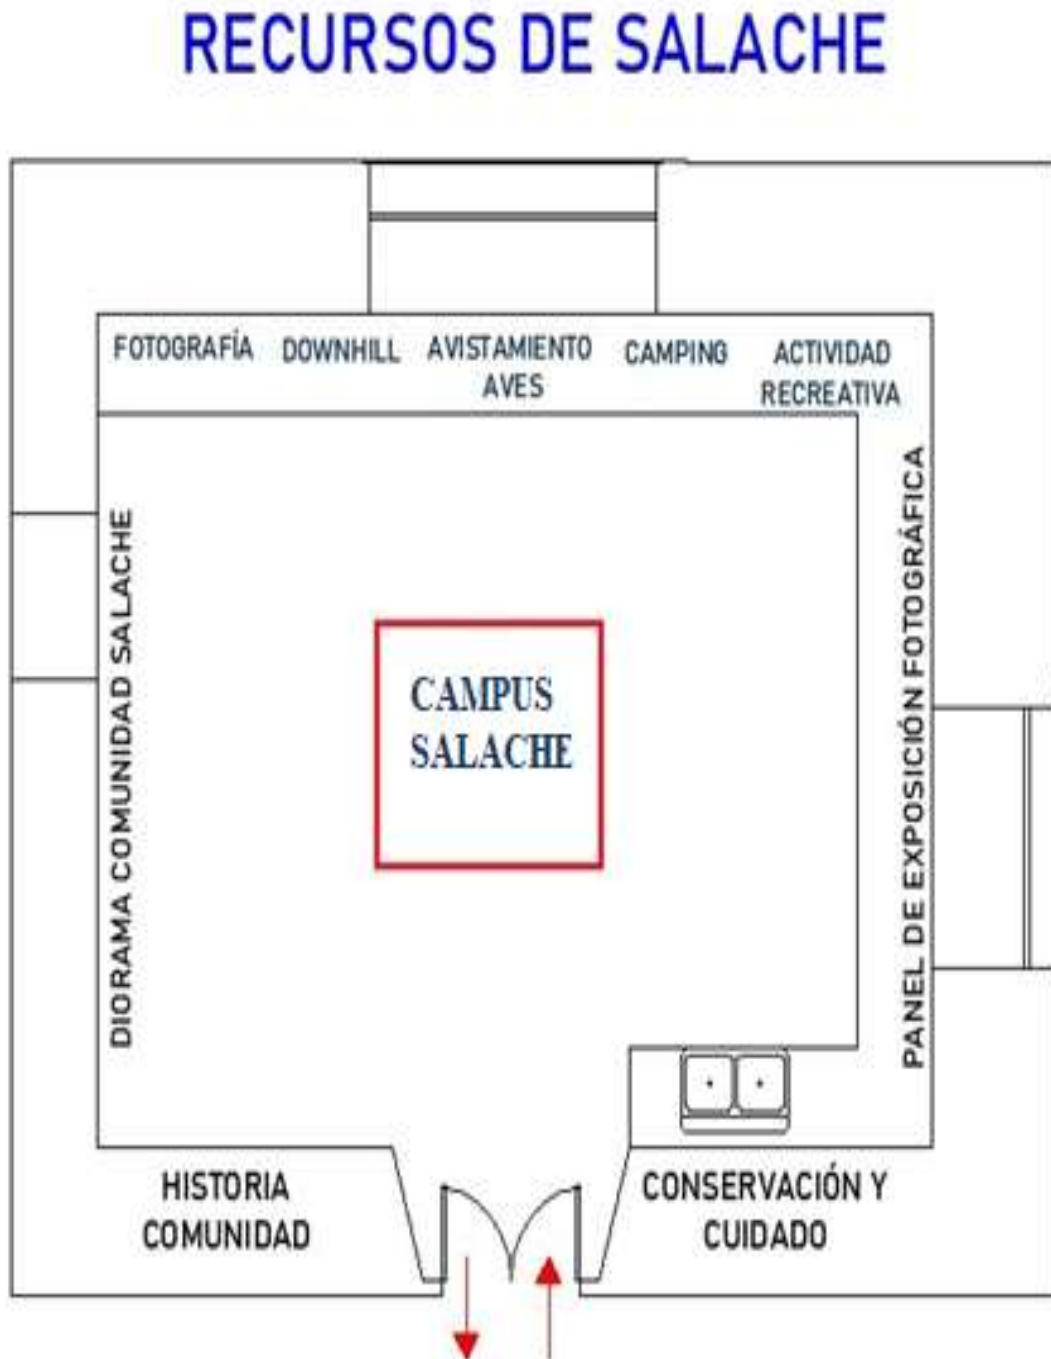 RECURSOS DE SALACHE
FOTOGRAFÍA
DOWNHILL
AVISTAMIENTO
AVES
CAMPING
ACTIVIDAD
RECREATIVA
DIORAMA COMUNIDAD SALACHE
CAMPUS
SALACHE
PANEL DE EXPOSICIÓN FOTOGRÁFICA
HISTORIA
COMUNIDAD
CONSERVACIÓN Y
CUIDADO